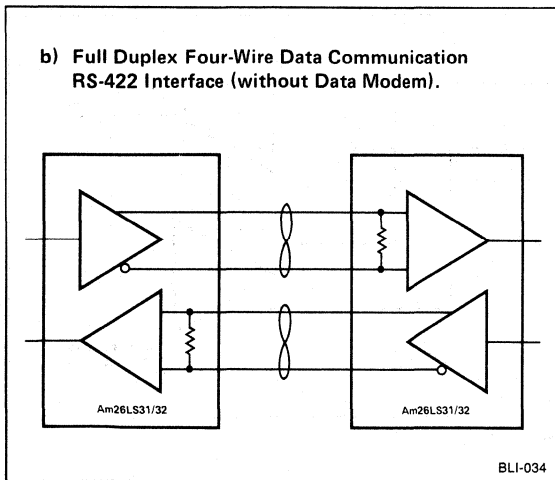 b) Full Duplex Four-Wire Data Communication
RS-422 Interface (without Data Modem).
Am26LS31/32
Am26LS31/32
BLI-034